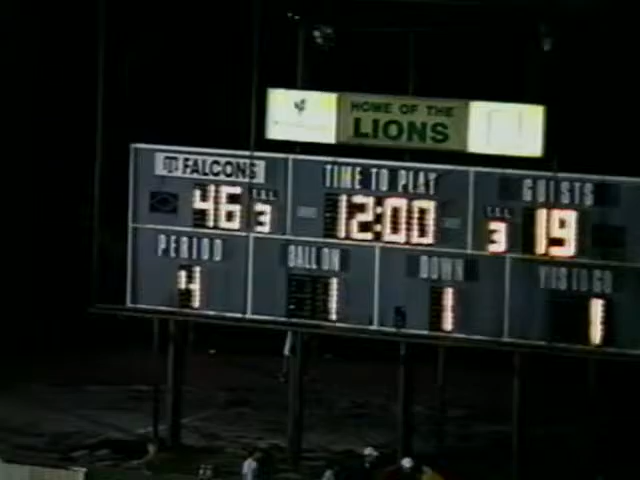 HOME OF THE
LIONS
FALCONS TIME TO PLAY GUESTS
46 T.O.L. 3 12:00 T.O.L. 3 19
PERIOD BALL ON DOWN YDS TO GO
4 1 1 1